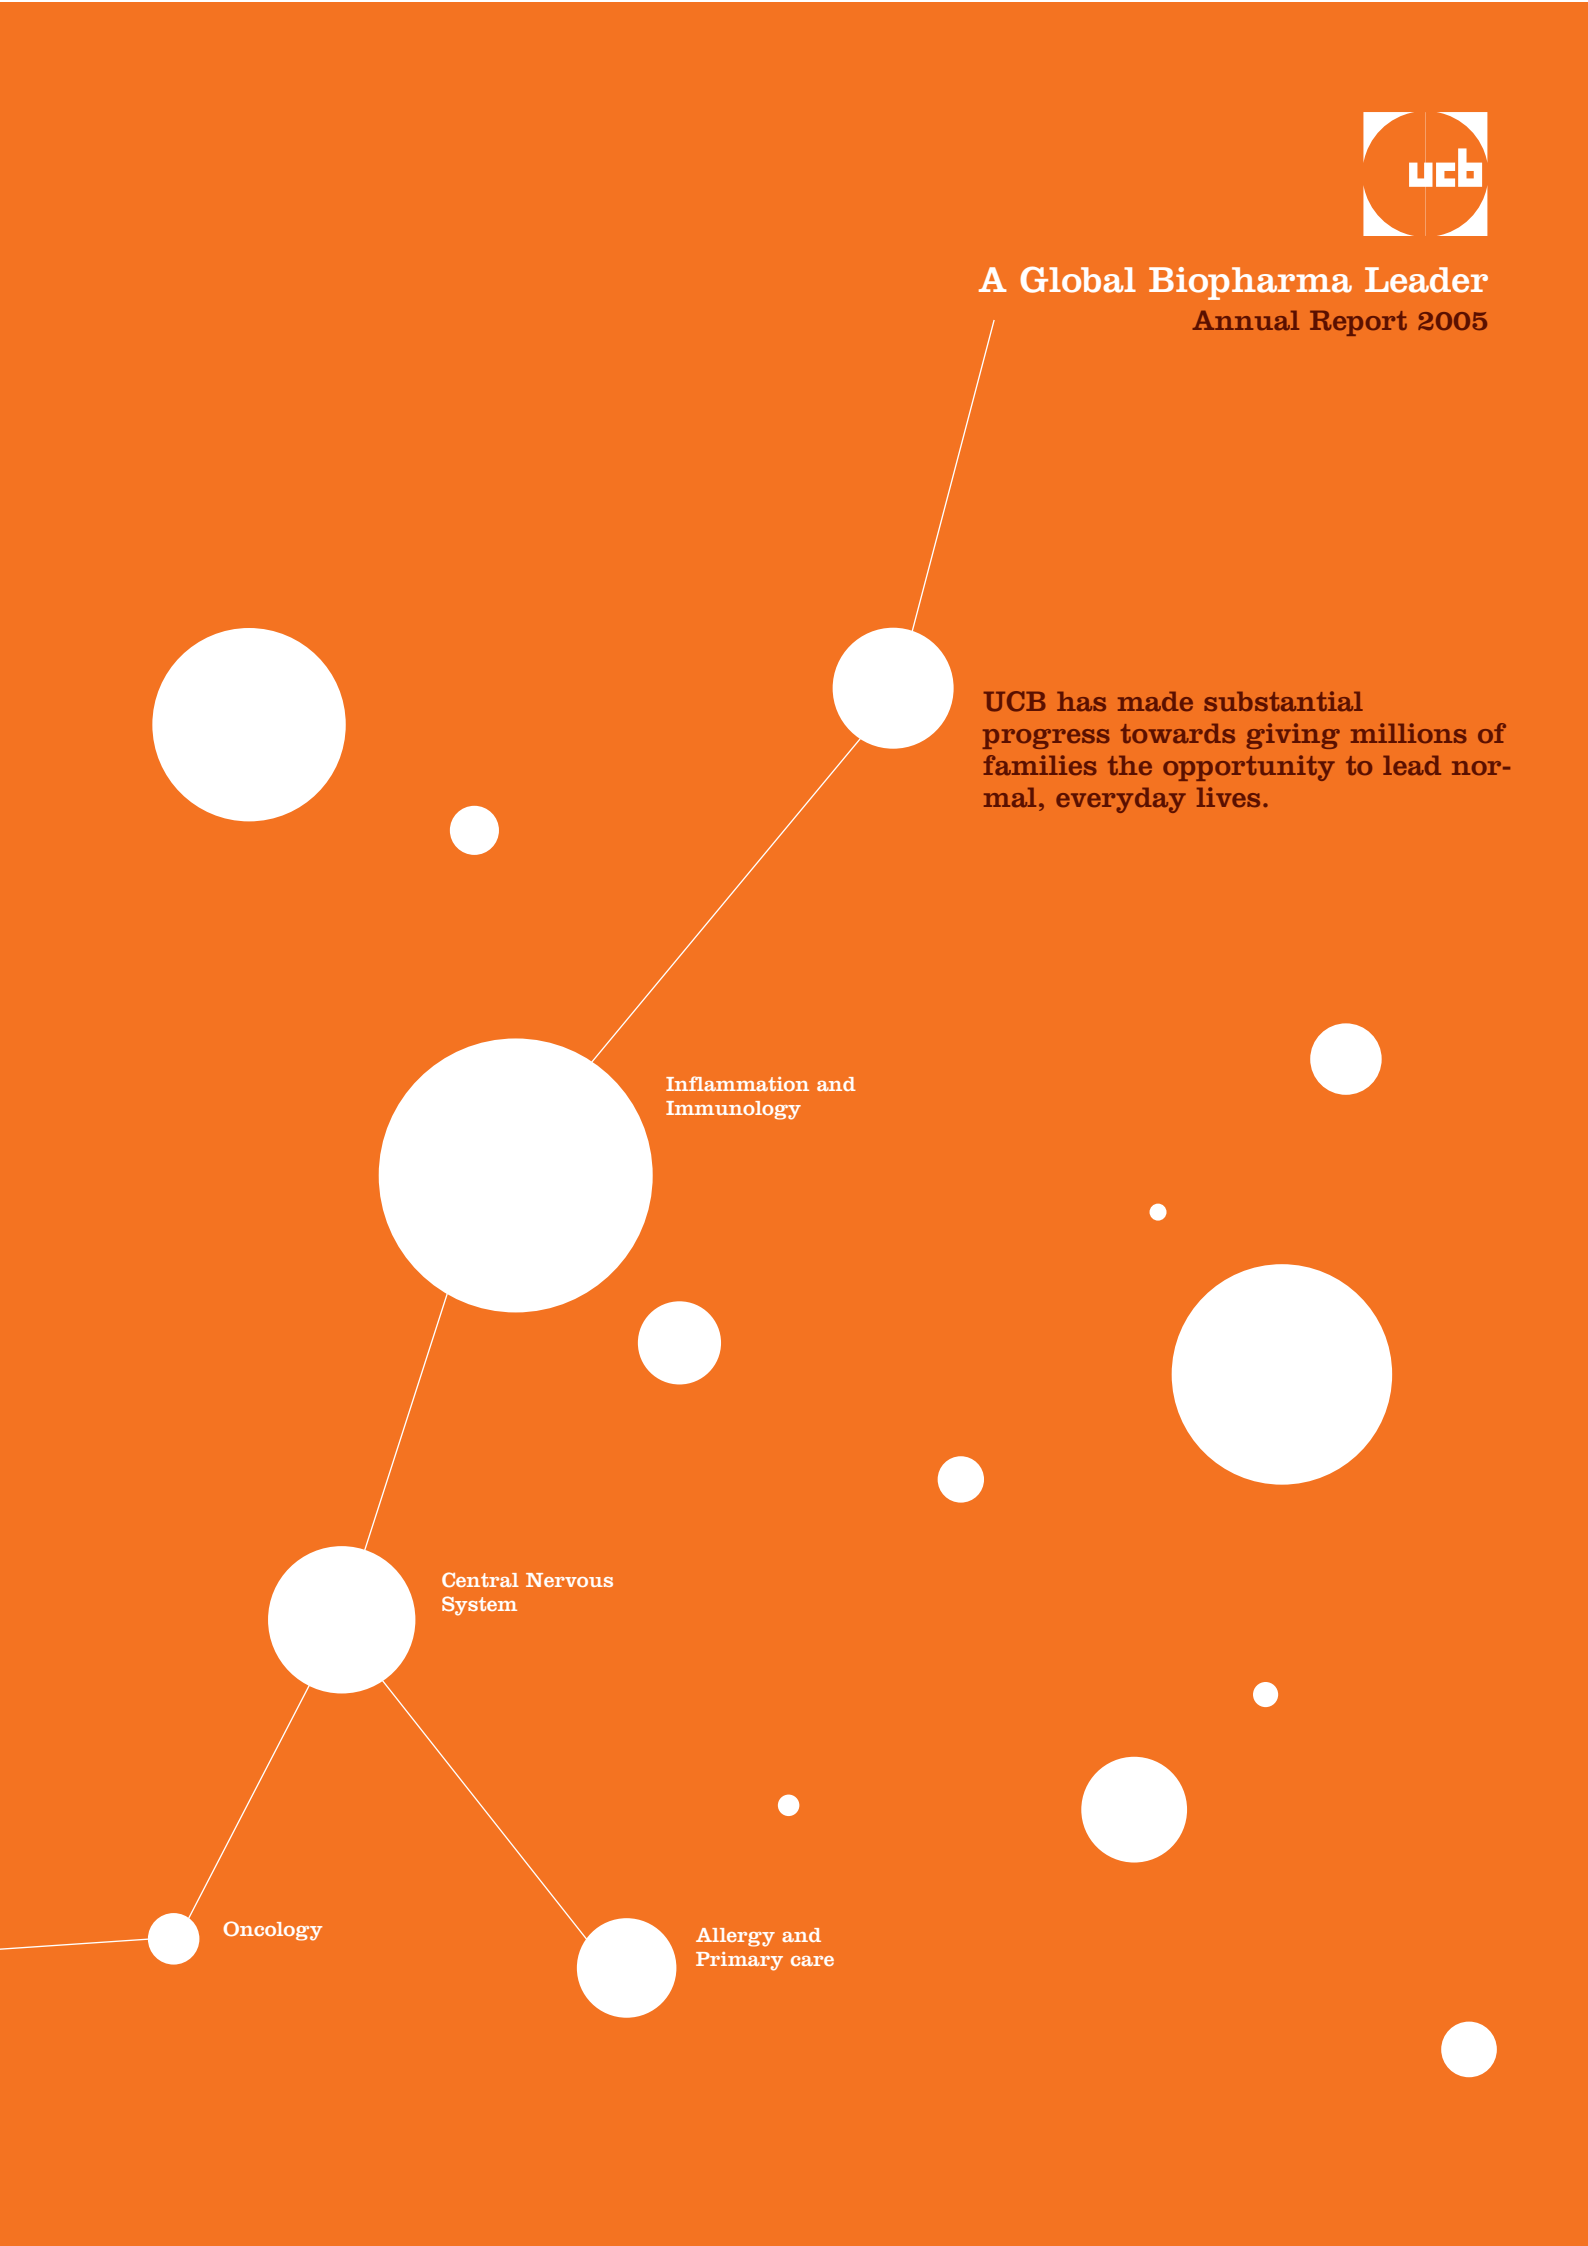 ucb
A Global Biopharma Leader
Annual Report 2005
UCB has made substantial
progress towards giving millions of
families the opportunity to lead nor-
mal, everyday lives.
Inflammation and
Immunology
Central Nervous
System
Oncology
Allergy and
Primary care